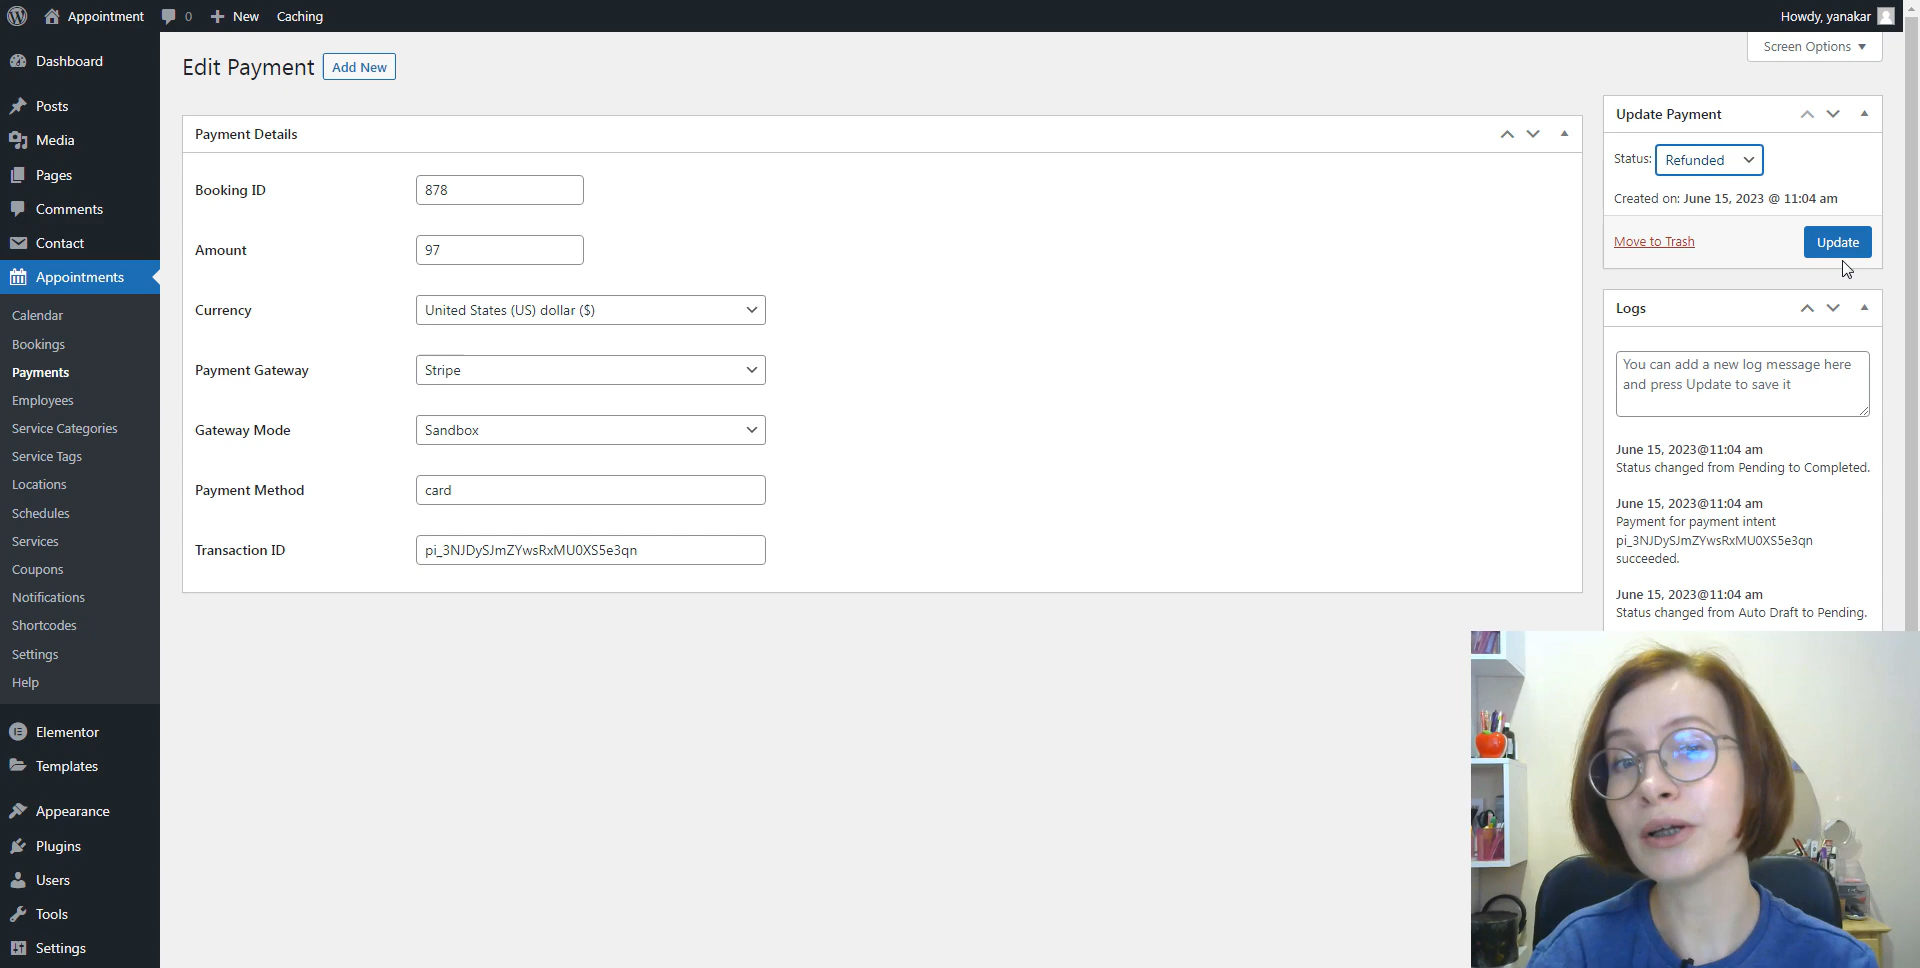 Appointment
0
New
Caching
Howdy, yanakar
Screen Options
Dashboard
Posts
Media
Pages
Comments
Contact
Appointments
Calendar
Bookings
Payments
Employees
Service Categories
Service Tags
Locations
Schedules
Services
Coupons
Notifications
Shortcodes
Settings
Help
Elementor
Templates
Appearance
Plugins
Users
Tools
Settings
Edit Payment
Add New
Payment Details
Booking ID
878
Amount
97
Currency
United States (US) dollar ($)
Payment Gateway
Stripe
Gateway Mode
Sandbox
Payment Method
card
Transaction ID
pi_3NJDySJmZYwsRxMU0XS5e3qn
Update Payment
Status: Refunded
Created on: June 15, 2023 @ 11:04 am
Move to Trash
Update
Logs
You can add a new log message here
and press Update to save it
June 15, 2023@11:04 am
Status changed from Pending to Completed.
June 15, 2023@11:04 am
Payment for payment intent
pi_3NJDySJmZYwsRxMU0XS5e3qn
succeeded.
June 15, 2023@11:04 am
Status changed from Auto Draft to Pending.